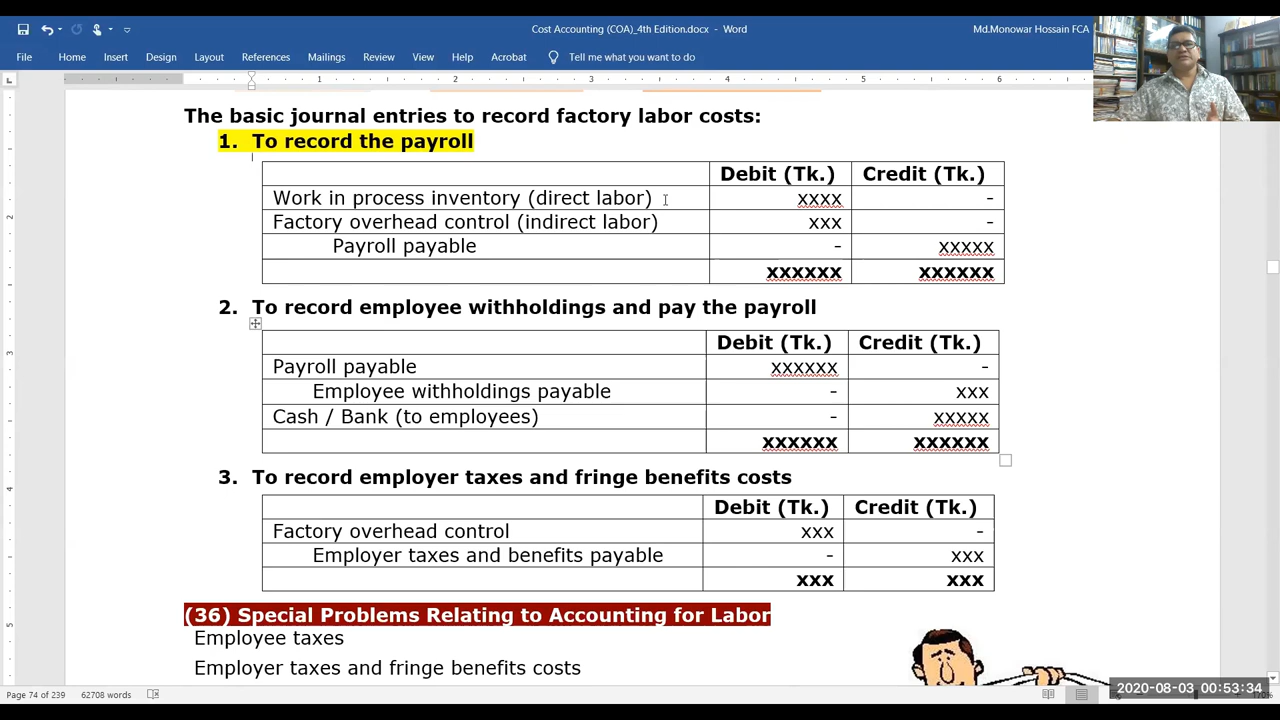 Cost Accounting (COA)_4th Edition.docx - Word
Md.Monowar Hossain FCA
File Home Insert Design Layout References Mailings Review View Help Acrobat Tell me what you want to do
1 2 3 4 5 6
The basic journal entries to record factory labor costs:
1. To record the payroll
Debit (Tk.) Credit (Tk.)
Work in process inventory (direct labor) xxxx -
Factory overhead control (indirect labor) xxx -
Payroll payable - xxxxx
xxxxxx xxxxxx
2. To record employee withholdings and pay the payroll
Debit (Tk.) Credit (Tk.)
Payroll payable xxxxxx -
Employee withholdings payable - xxx
Cash / Bank (to employees) - xxxxx
xxxxxx xxxxxx
3. To record employer taxes and fringe benefits costs
Debit (Tk.) Credit (Tk.)
Factory overhead control xxx -
Employer taxes and benefits payable - xxx
xxx xxx
(36) Special Problems Relating to Accounting for Labor
Employee taxes
Employer taxes and fringe benefits costs
Page 74 of 239 62708 words
2020-08-03 00:53:34